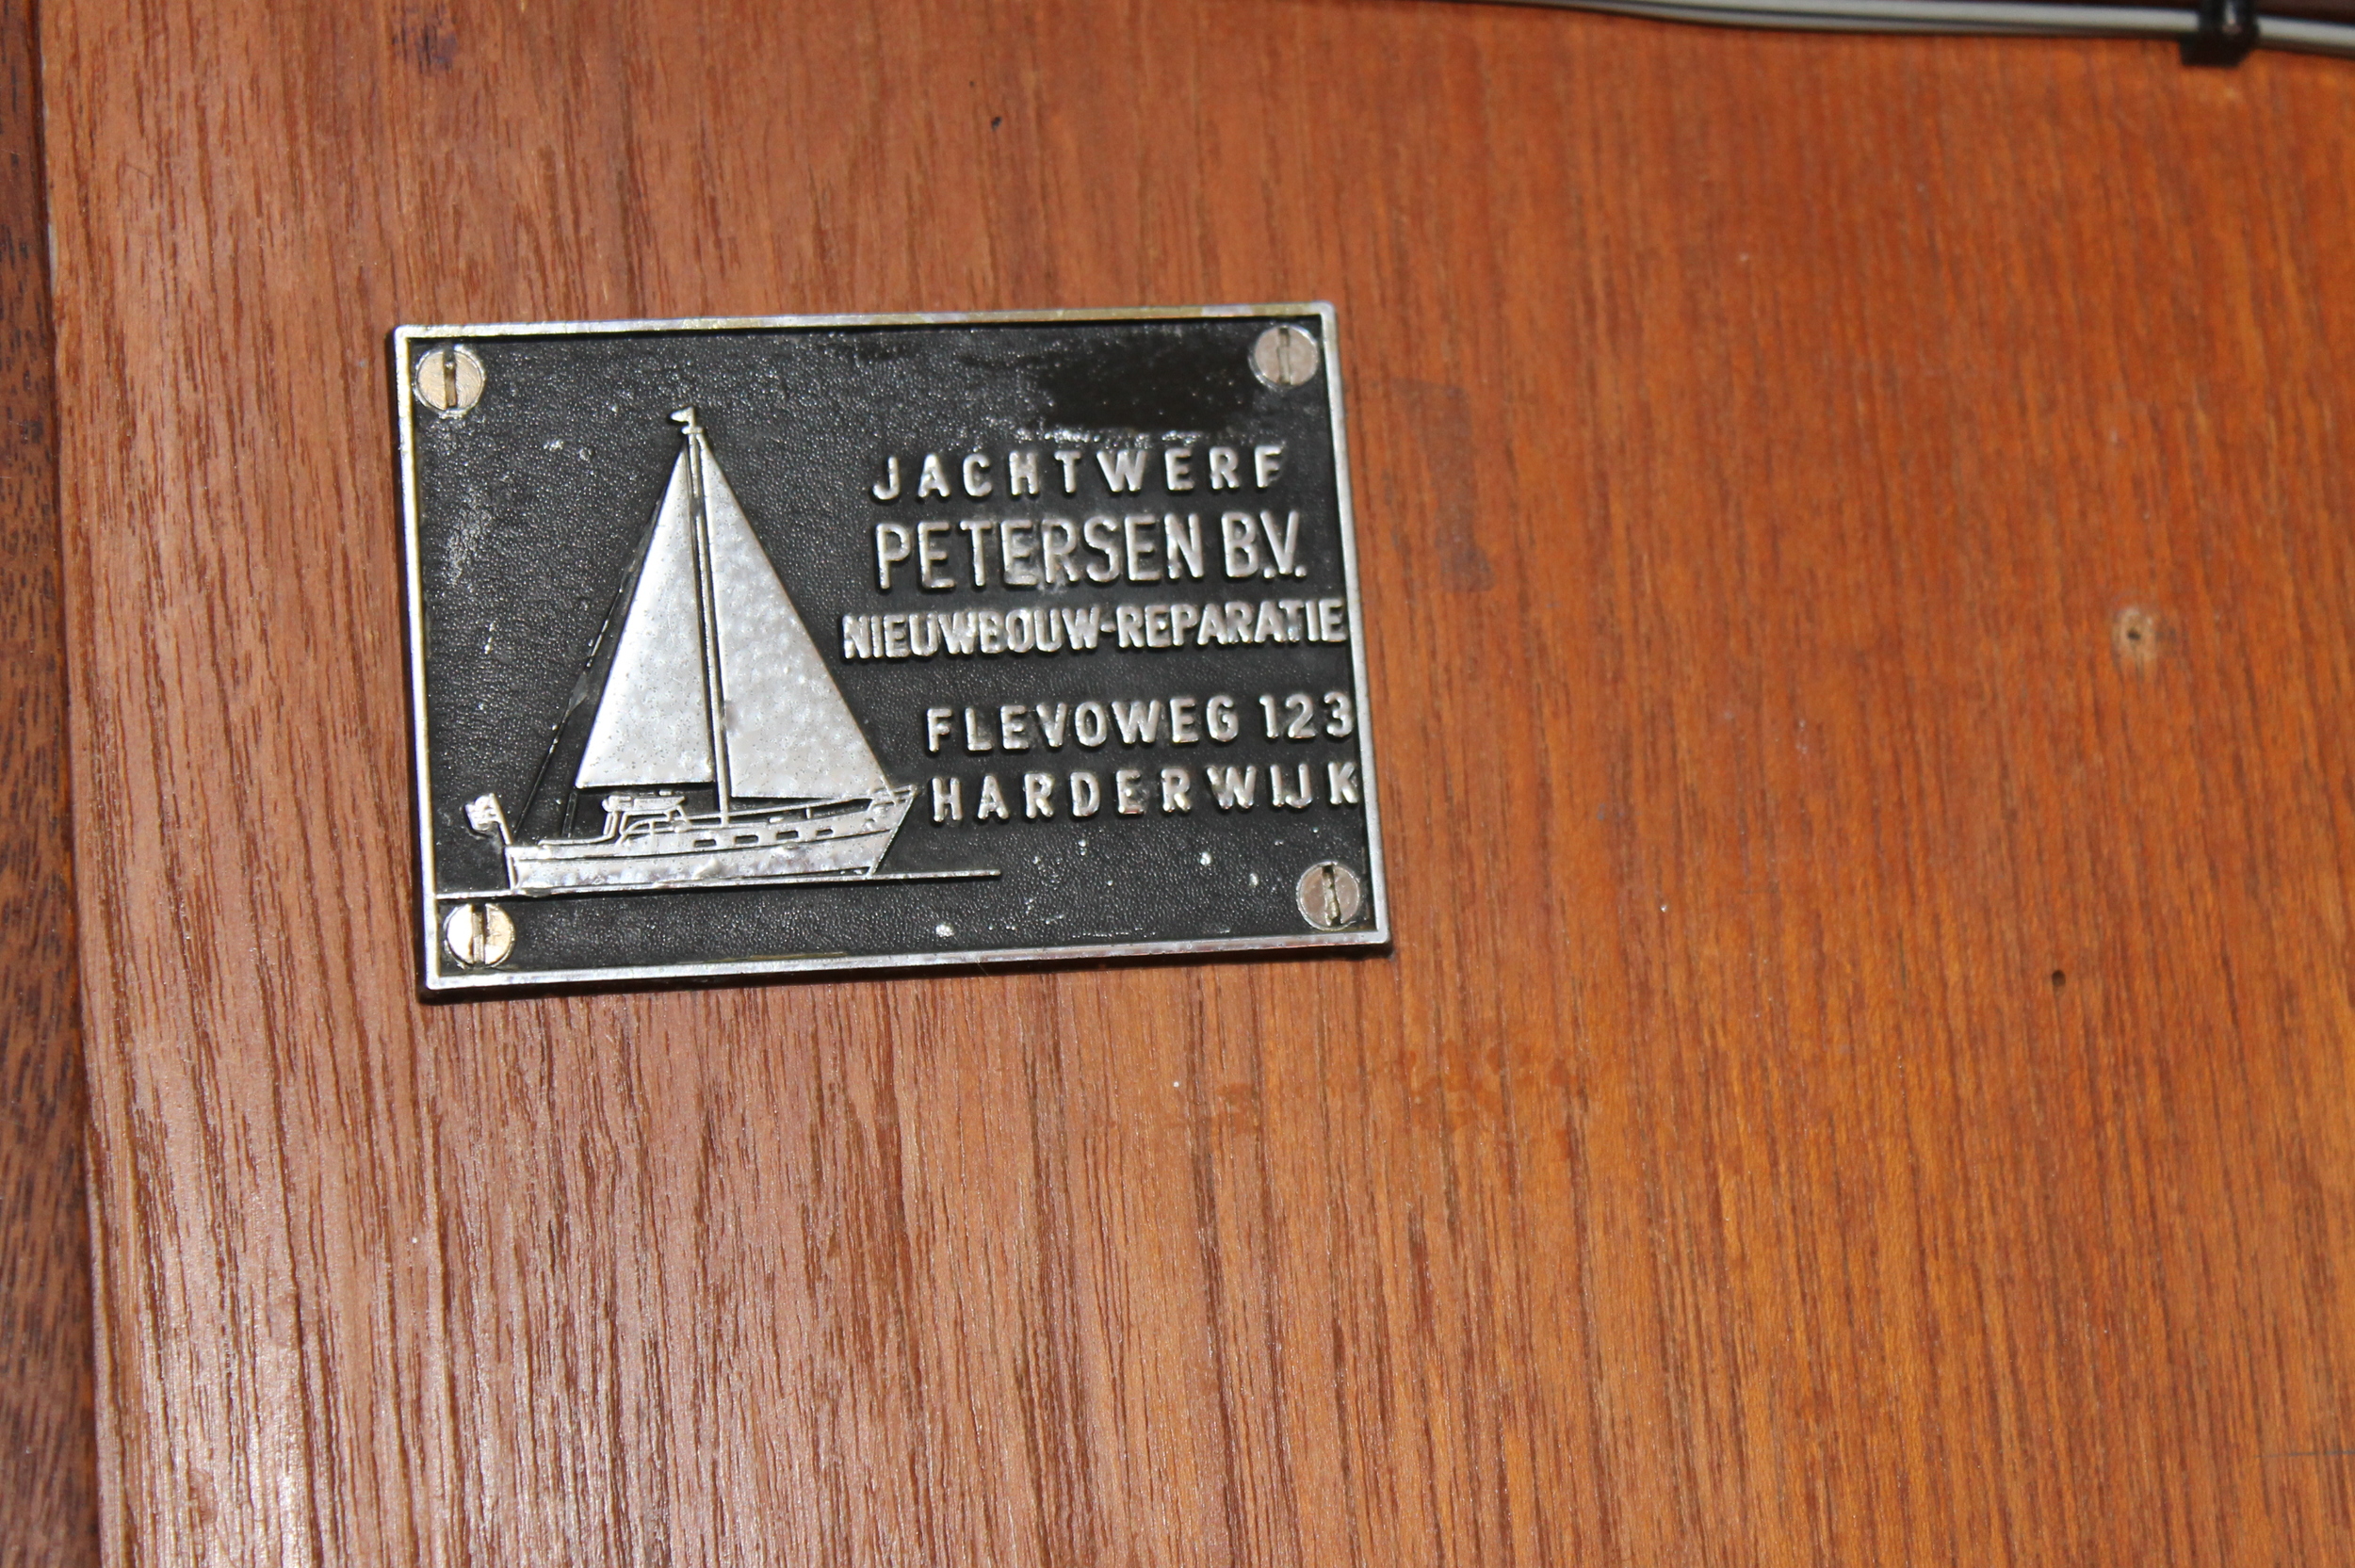 JACHTWERF
PETERSEN B.V.
NIEUWBOUW-REPARATIE
FLEVOWEG 123
HARDERWIJK